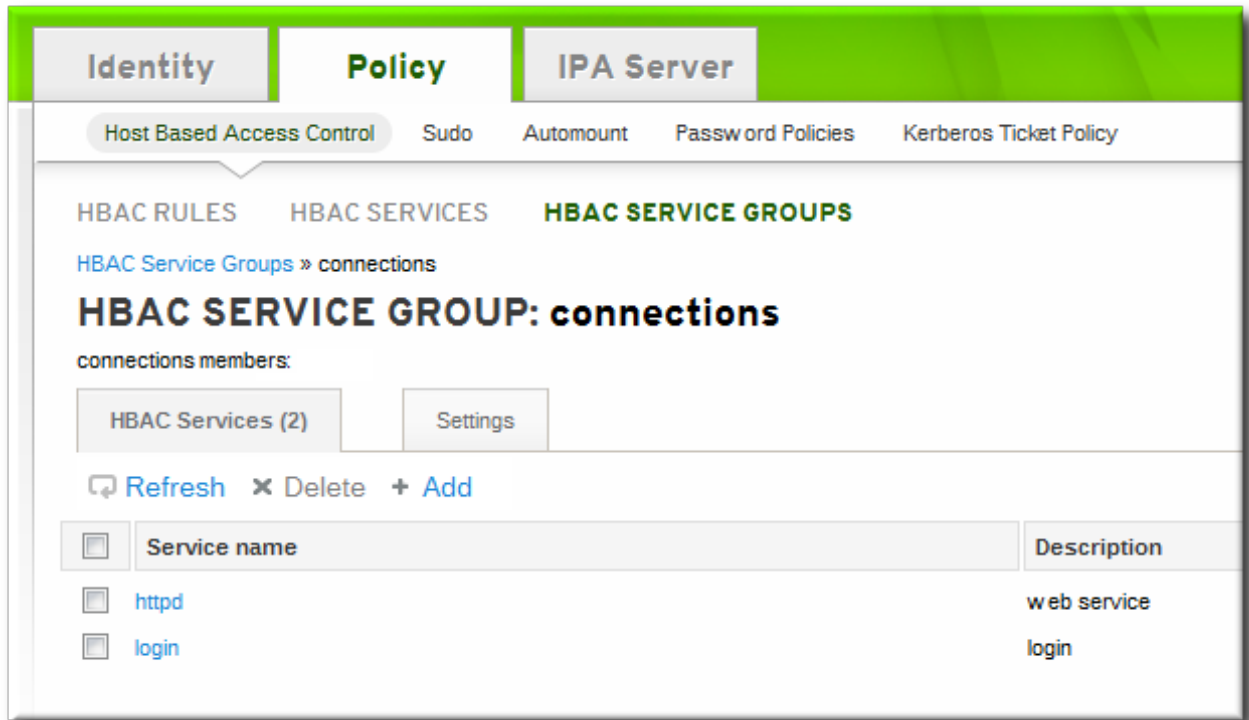 Identity Policy IPA Server
Host Based Access Control Sudo Automount Password Policies Kerberos Ticket Policy
HBAC RULES HBAC SERVICES HBAC SERVICE GROUPS
HBAC Service Groups » connections
HBAC SERVICE GROUP: connections
connections members:
HBAC Services (2) Settings
Refresh Delete + Add
Service name Description
httpd web service
login login